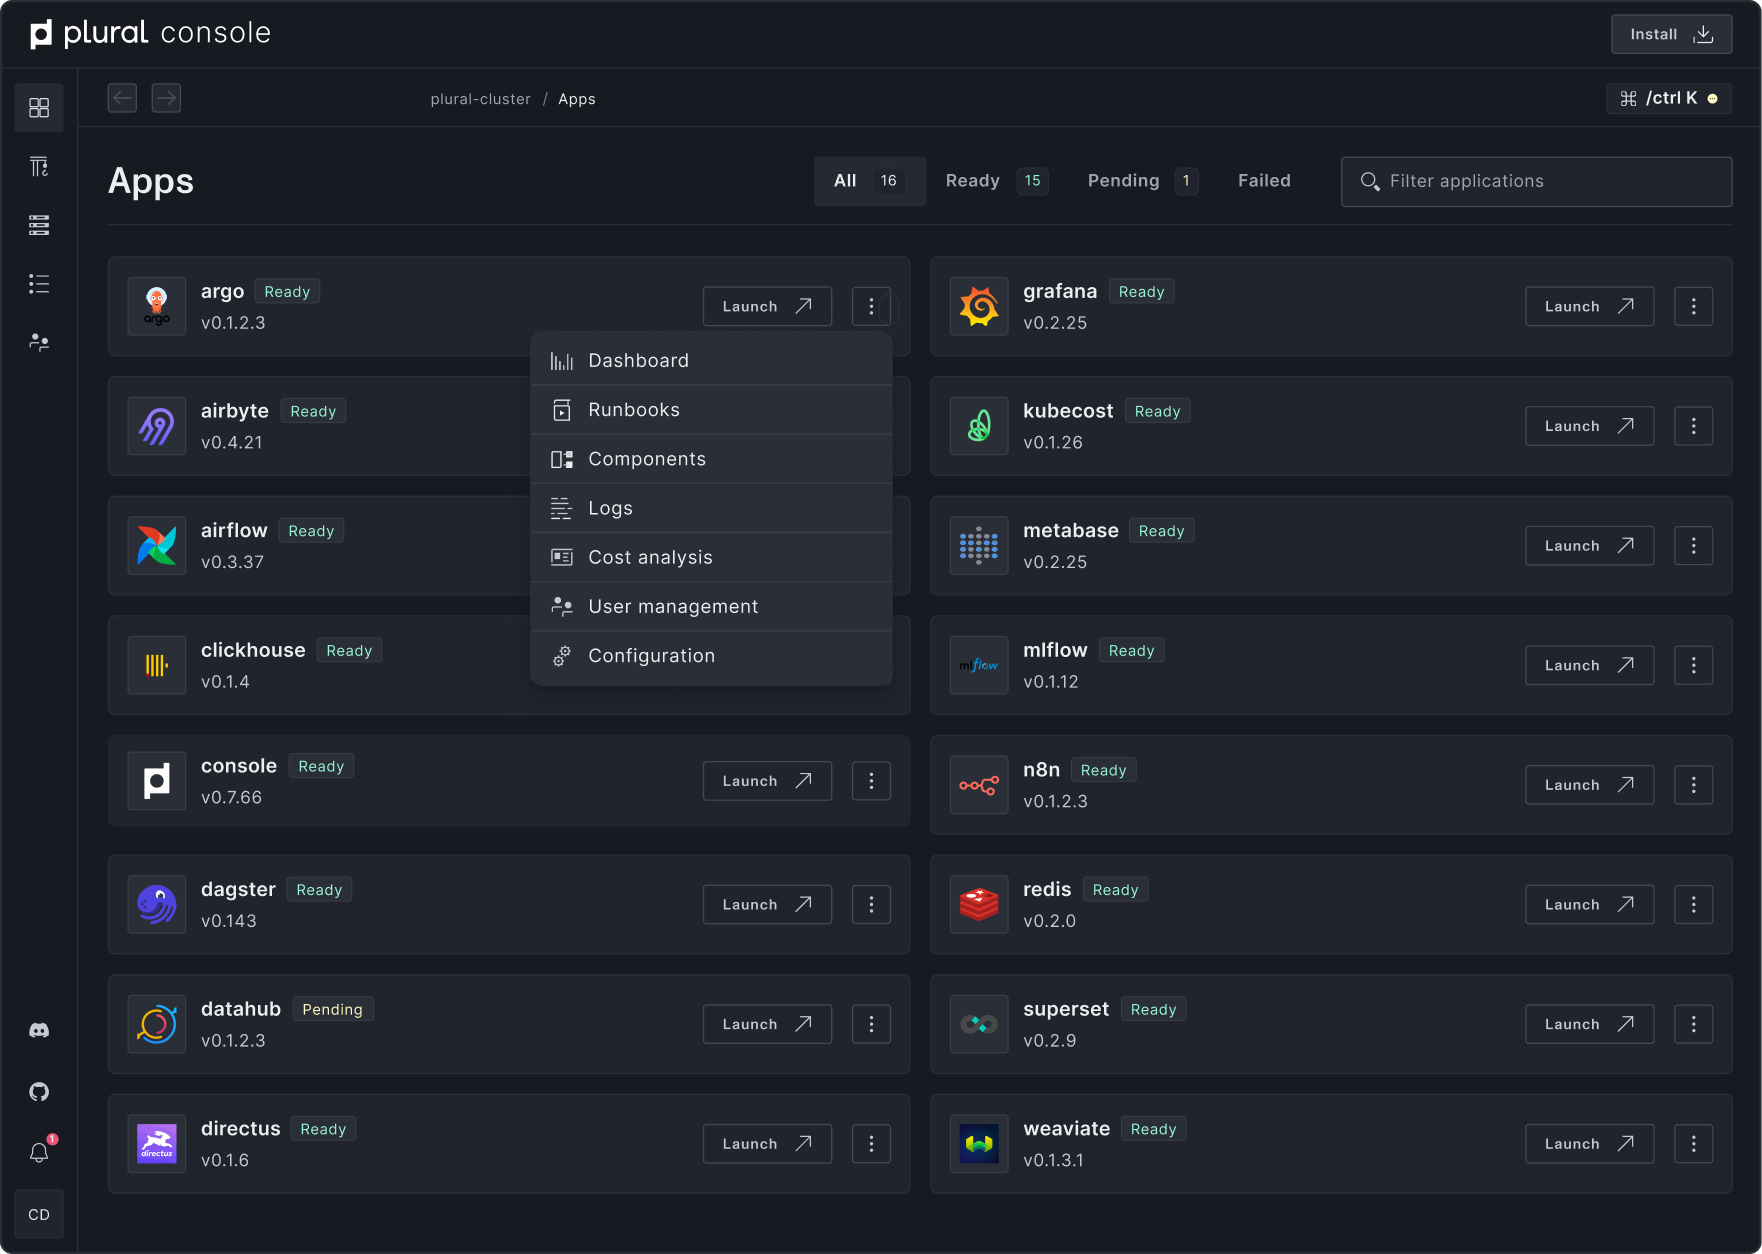 plural console
Install
plural-cluster / Apps
⌘ /ctrl K
Apps
All 16
Ready 15
Pending 1
Failed
Filter applications
argo Ready
v0.1.2.3
Launch
argo
grafana Ready
v0.2.25
Launch
Dashboard
Runbooks
Components
Logs
Cost analysis
User management
Configuration
airbyte Ready
v0.4.21
kubecost Ready
v0.1.26
Launch
airflow Ready
v0.3.37
metabase Ready
v0.2.25
Launch
clickhouse Ready
v0.1.4
mlflow
mlflow Ready
v0.1.12
Launch
console Ready
v0.7.66
Launch
n8n Ready
v0.1.2.3
Launch
dagster Ready
v0.143
Launch
redis Ready
v0.2.0
Launch
datahub Pending
v0.1.2.3
Launch
superset Ready
v0.2.9
Launch
directus
directus Ready
v0.1.6
Launch
weaviate Ready
v0.1.3.1
Launch
1
CD